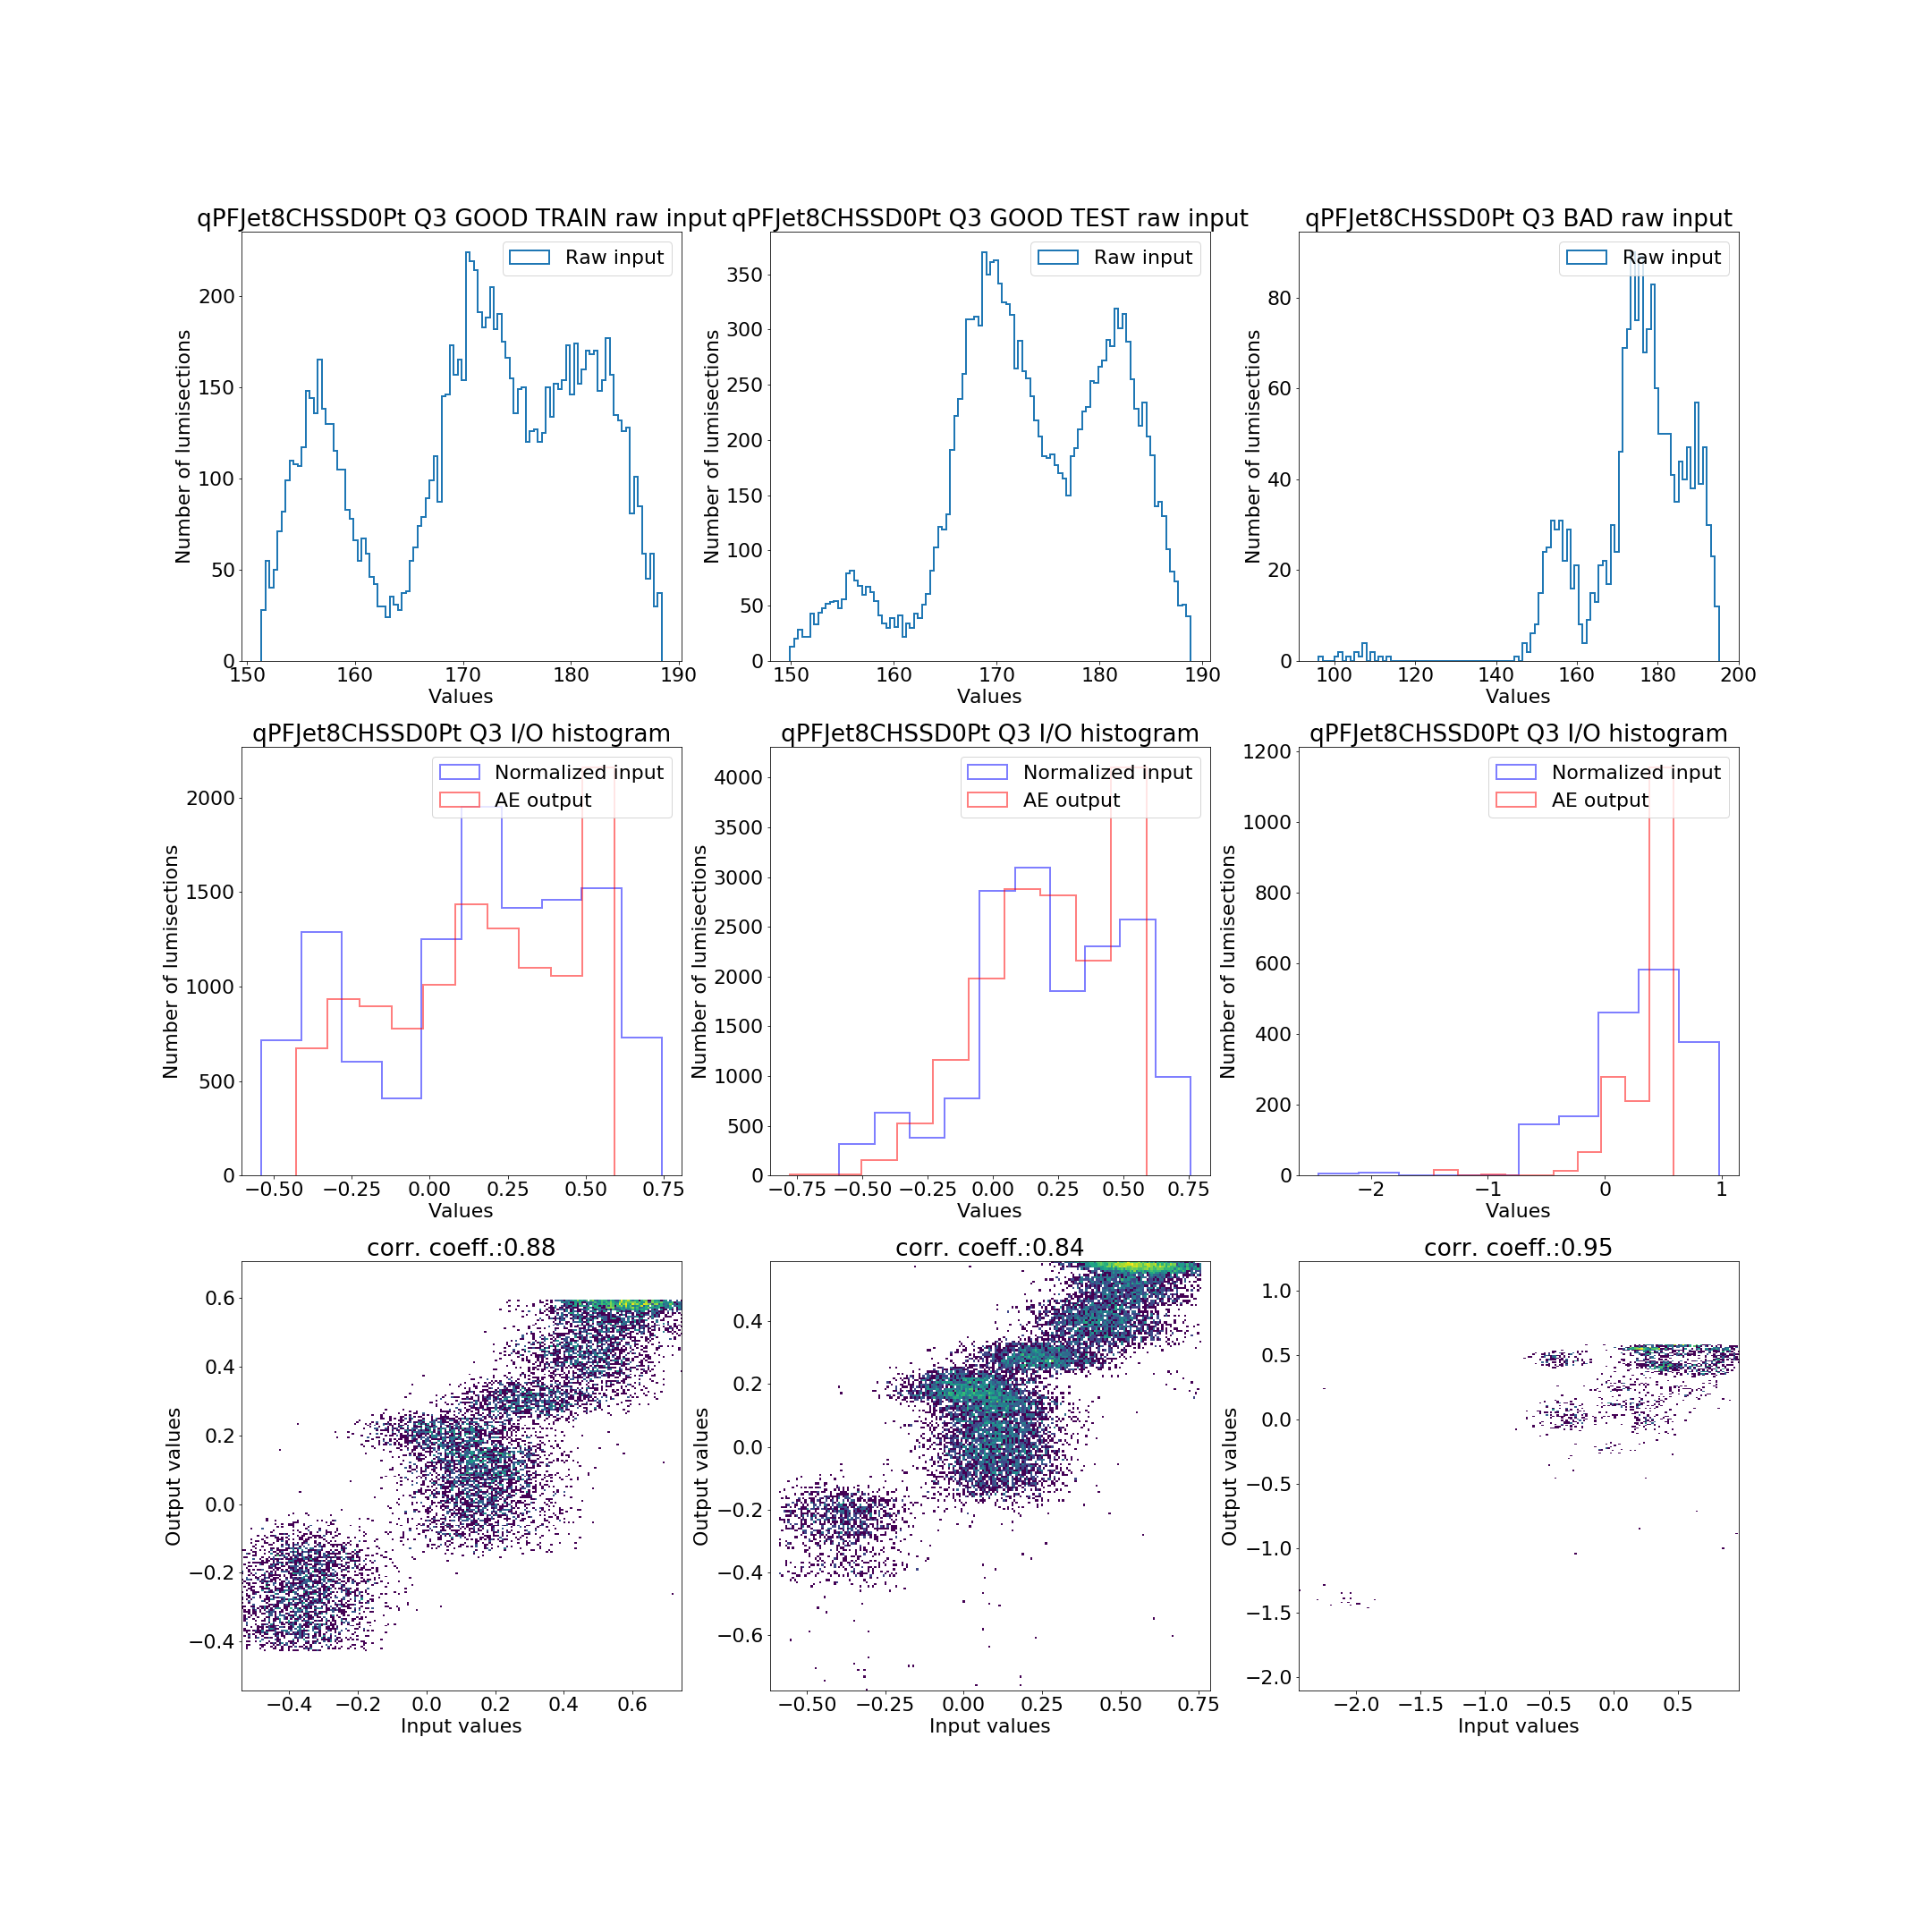 qPFJet8CHSSD0Pt Q3 GOOD TRAIN raw input
Raw input
200
150
100
50
0
150 160 170 180 190
Number of lumisections
Values
qPFJet8CHSSD0Pt Q3 GOOD TEST raw input
Raw input
350
300
250
200
150
100
50
0
150 160 170 180 190
Number of lumisections
Values
qPFJet8CHSSD0Pt Q3 BAD raw input
Raw input
80
60
40
20
0
100 120 140 160 180 200
Number of lumisections
Values
qPFJet8CHSSD0Pt Q3 I/O histogram
Normalized input
AE output
2000
1500
1000
500
0
−0.50 −0.25 0.00 0.25 0.50 0.75
Number of lumisections
Values
qPFJet8CHSSD0Pt Q3 I/O histogram
Normalized input
AE output
4000
3500
3000
2500
2000
1500
1000
500
0
−0.75 −0.50 −0.25 0.00 0.25 0.50 0.75
Number of lumisections
Values
qPFJet8CHSSD0Pt Q3 I/O histogram
Normalized input
AE output
1200
1000
800
600
400
200
0
−2 −1 0 1
Number of lumisections
Values
corr. coeff.:0.88
0.6
0.4
0.2
0.0
−0.2
−0.4
−0.4 −0.2 0.0 0.2 0.4 0.6
Output values
Input values
corr. coeff.:0.84
0.4
0.2
0.0
−0.2
−0.4
−0.6
−0.50 −0.25 0.00 0.25 0.50 0.75
Output values
Input values
corr. coeff.:0.95
1.0
0.5
0.0
−0.5
−1.0
−1.5
−2.0
−2.0 −1.5 −1.0 −0.5 0.0 0.5
Output values
Input values